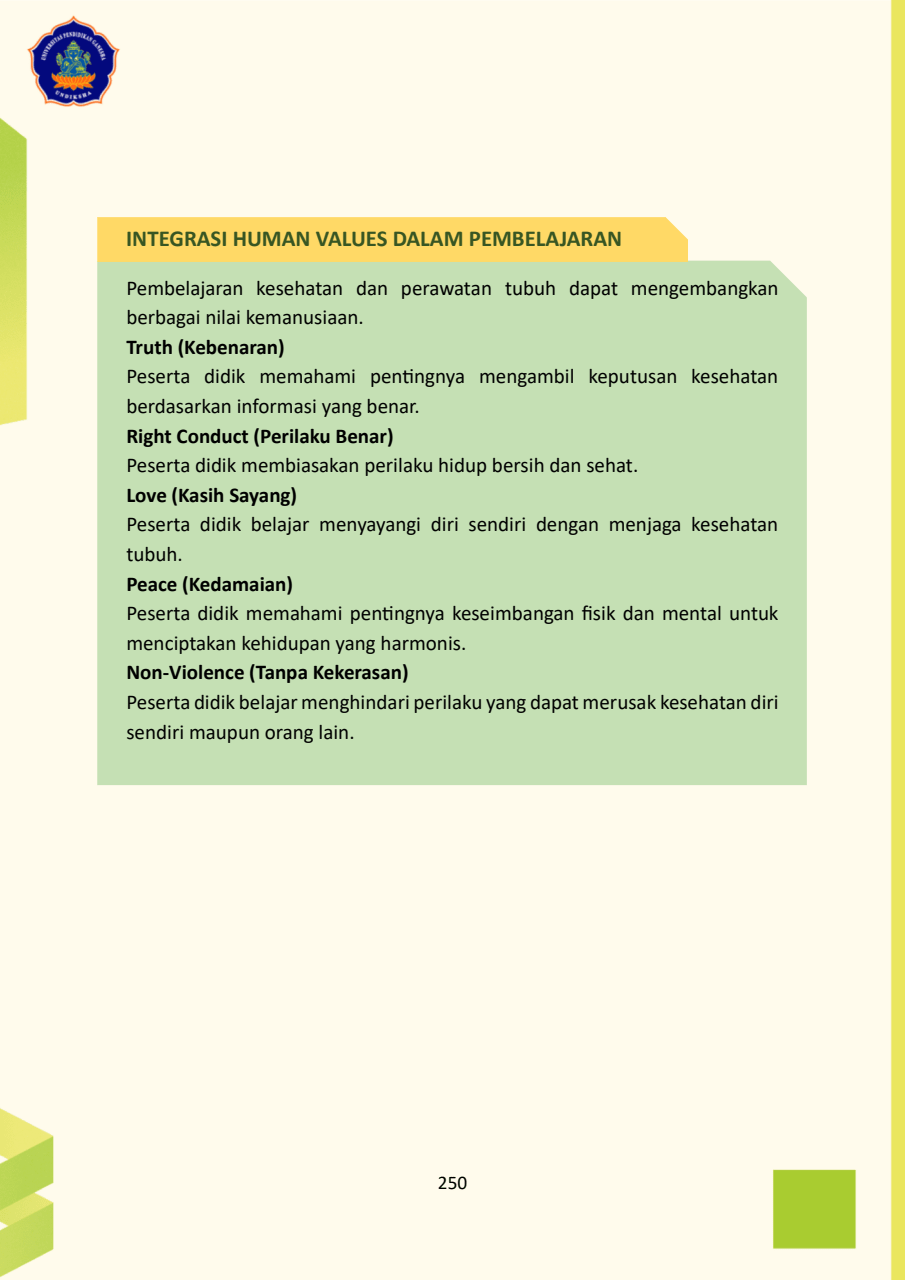 UNIVERSITAS PENDIDIKAN GANESHA
UNDIKSHA
INTEGRASI HUMAN VALUES DALAM PEMBELAJARAN
Pembelajaran kesehatan dan perawatan tubuh dapat mengembangkan
berbagai nilai kemanusiaan.
Truth (Kebenaran)
Peserta didik memahami pentingnya mengambil keputusan kesehatan
berdasarkan informasi yang benar.
Right Conduct (Perilaku Benar)
Peserta didik membiasakan perilaku hidup bersih dan sehat.
Love (Kasih Sayang)
Peserta didik belajar menyayangi diri sendiri dengan menjaga kesehatan
tubuh.
Peace (Kedamaian)
Peserta didik memahami pentingnya keseimbangan fisik dan mental untuk
menciptakan kehidupan yang harmonis.
Non-Violence (Tanpa Kekerasan)
Peserta didik belajar menghindari perilaku yang dapat merusak kesehatan diri
sendiri maupun orang lain.
250